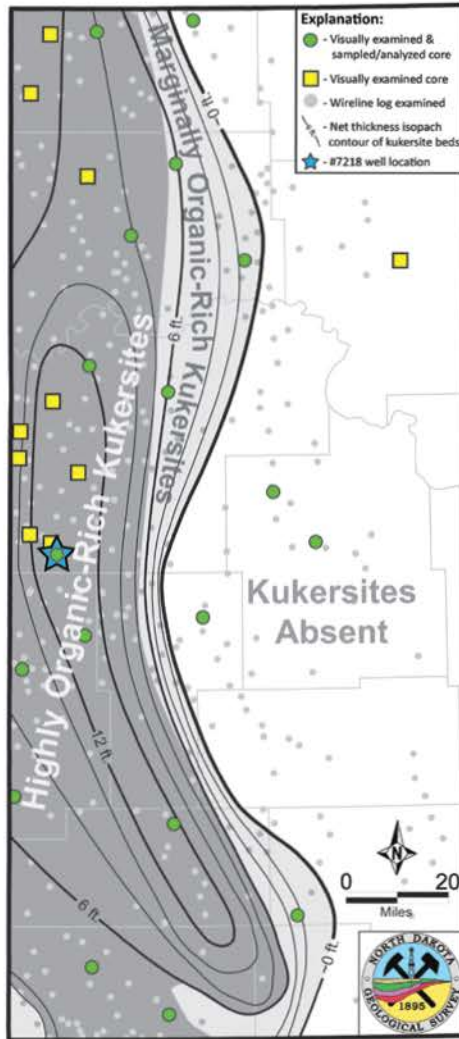 Explanation:
- Visually examined &
sampled/analyzed core
- Visually examined core
- Wireline log examined
- Net thickness isopach
contour of kukersite beds
- #7218 well location
6 ft.
~0 ft.
Marginally Organic-Rich Kukersites
6 ft.
Highly Organic-Rich Kukersites
Kukersites
Absent
12 ft.
6 ft.
~0 ft.
N
0 20
Miles
NORTH DAKOTA
1895
GEOLOGICAL SURVEY